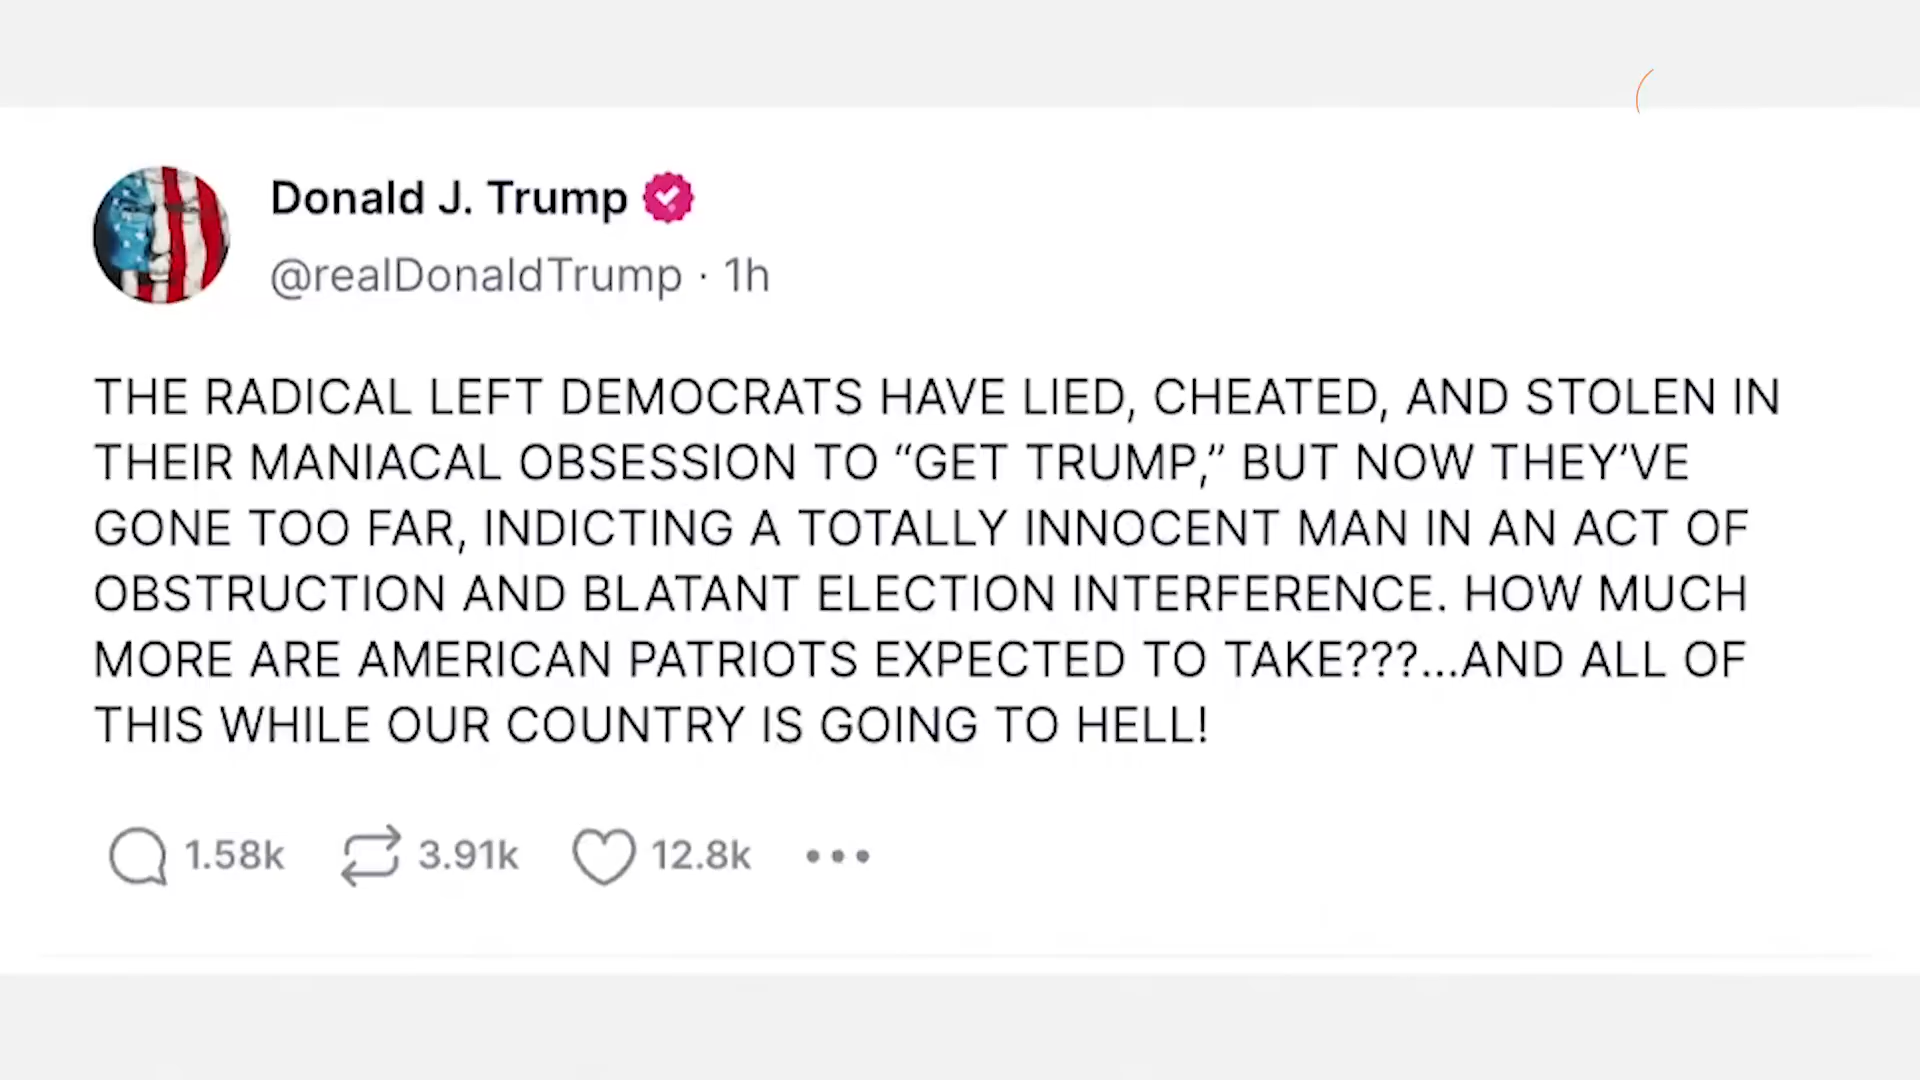 Donald J. Trump
@realDonaldTrump · 1h
THE RADICAL LEFT DEMOCRATS HAVE LIED, CHEATED, AND STOLEN IN
THEIR MANIACAL OBSESSION TO “GET TRUMP,” BUT NOW THEY’VE
GONE TOO FAR, INDICTING A TOTALLY INNOCENT MAN IN AN ACT OF
OBSTRUCTION AND BLATANT ELECTION INTERFERENCE. HOW MUCH
MORE ARE AMERICAN PATRIOTS EXPECTED TO TAKE???...AND ALL OF
THIS WHILE OUR COUNTRY IS GOING TO HELL!
1.58k 3.91k 12.8k